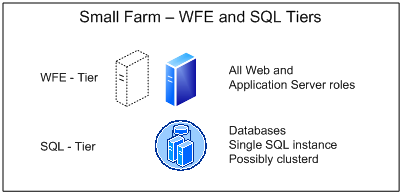 Small Farm – WFE and SQL Tiers
WFE - Tier
All Web and
Application Server roles
SQL - Tier
Databases
Single SQL instance
Possibly clusterd